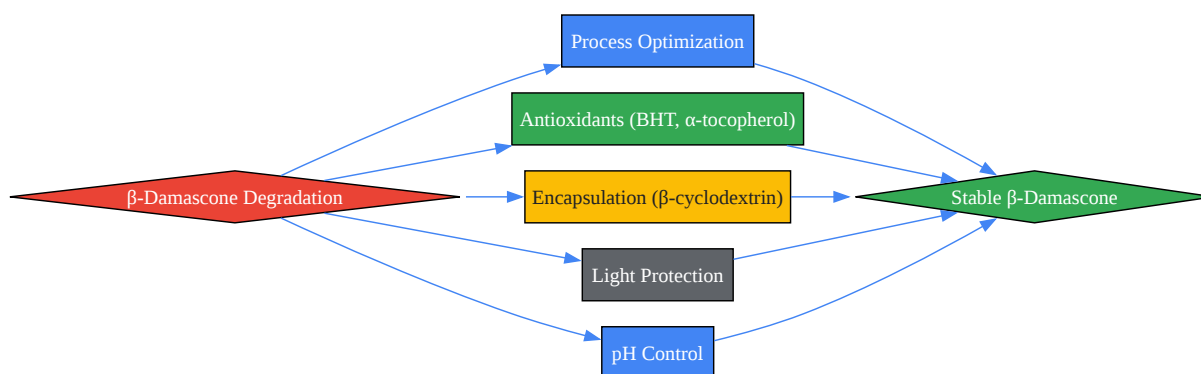 Process Optimization
Antioxidants (BHT, α-tocopherol)
β-Damascone Degradation
Encapsulation (β-cyclodextrin)
Stable β-Damascone
Light Protection
pH Control